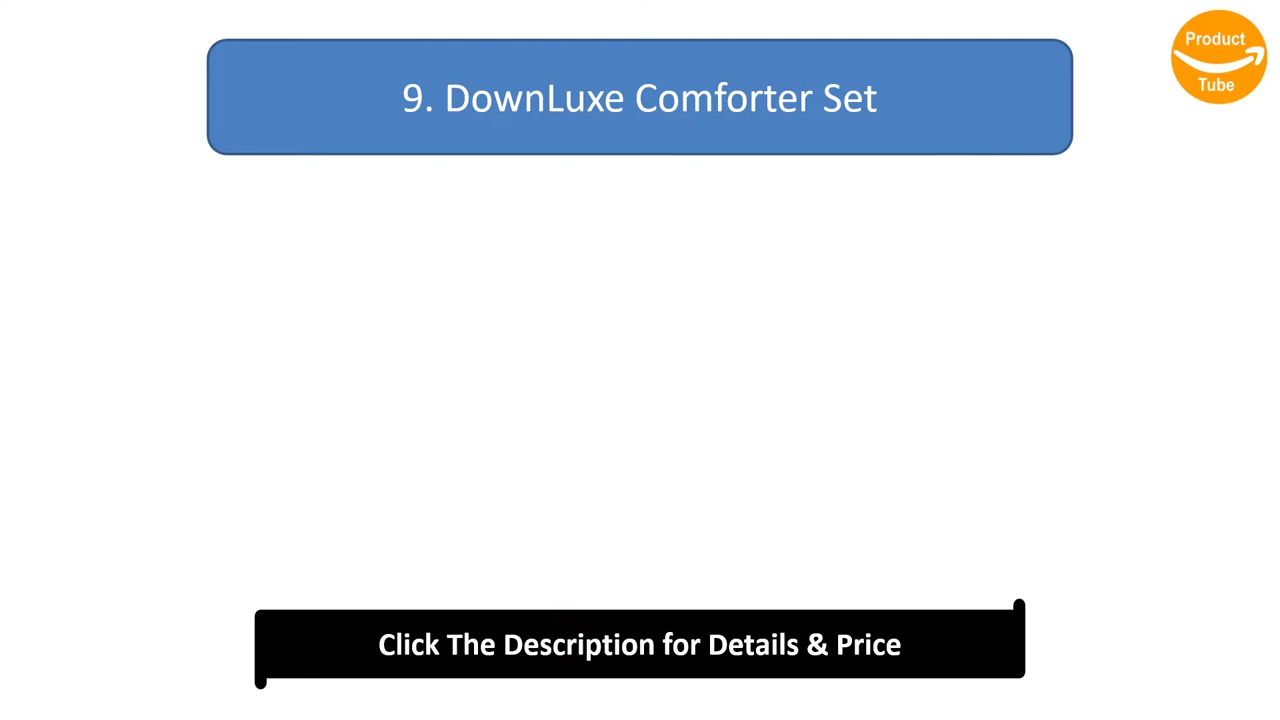 Product
Tube
9. DownLuxe Comforter Set
Click The Description for Details & Price